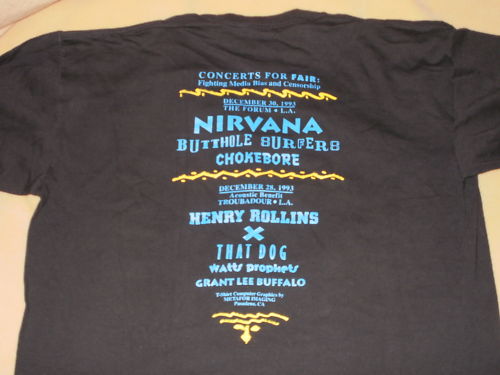 CONCERTS FOR FAIR:
Fighting Media Bias and Censorship
DECEMBER 30, 1993
THE FORUM • L.A.
NIRVANA
BUTTHOLE SURFERS
CHOKEBORE
DECEMBER 28, 1993
Acoustic Benefit
TROUBADOUR • L.A.
HENRY ROLLINS
X
THAT DOG
watts prophets
GRANT LEE BUFFALO
T-Shirt Computer Graphics by
METAFOR IMAGING
Pasadena, CA